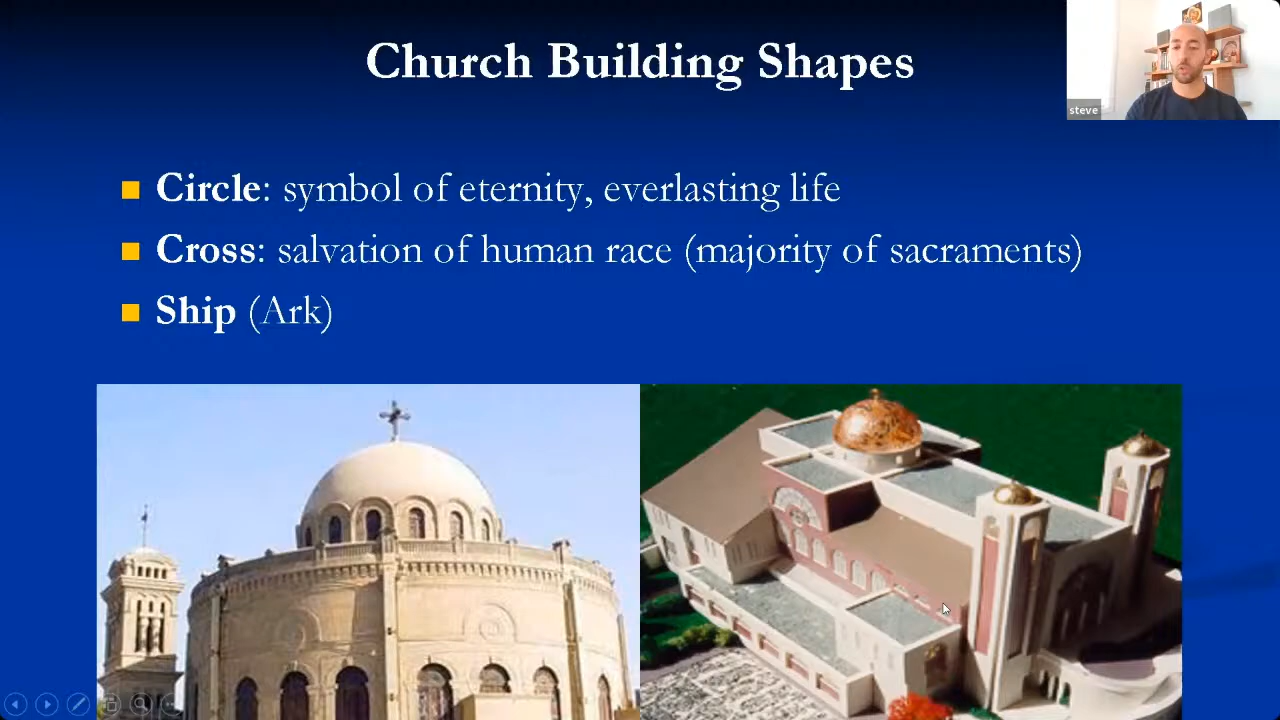 Church Building Shapes
steve
Circle: symbol of eternity, everlasting life
Cross: salvation of human race (majority of sacraments)
Ship (Ark)